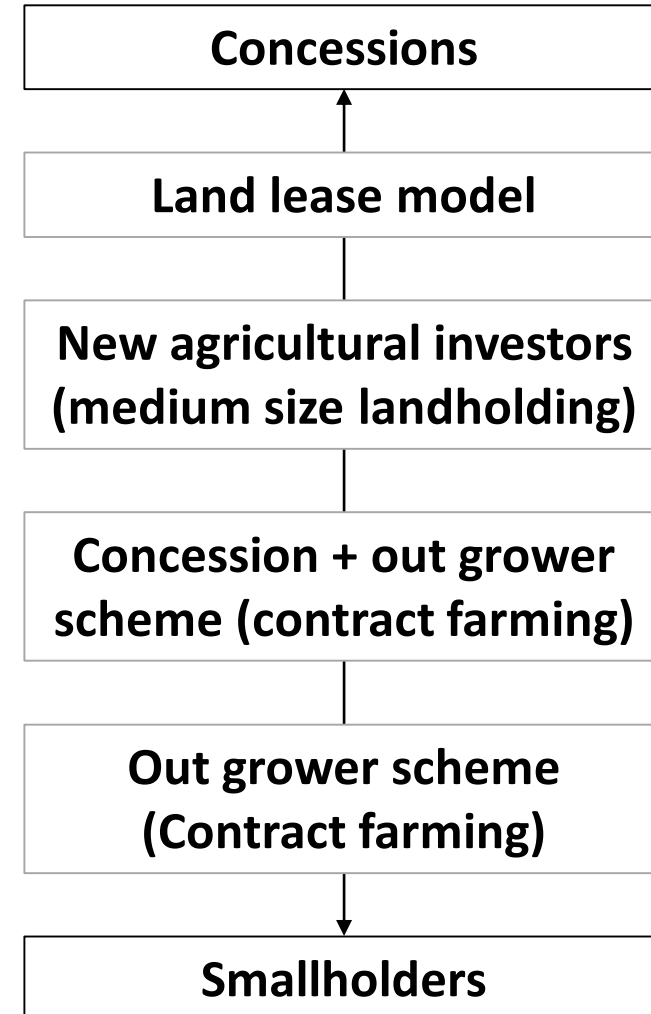 Concessions
Land lease model
New agricultural investors
(medium size landholding)
Concession + out grower
scheme (contract farming)
Out grower scheme
(Contract farming)
Smallholders